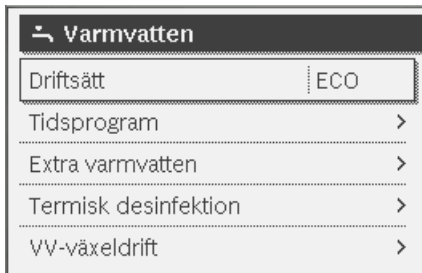 Varmvatten
Driftsätt ECO
Tidsprogram
Extra varmvatten
Termisk desinfektion
VV-växeldrift